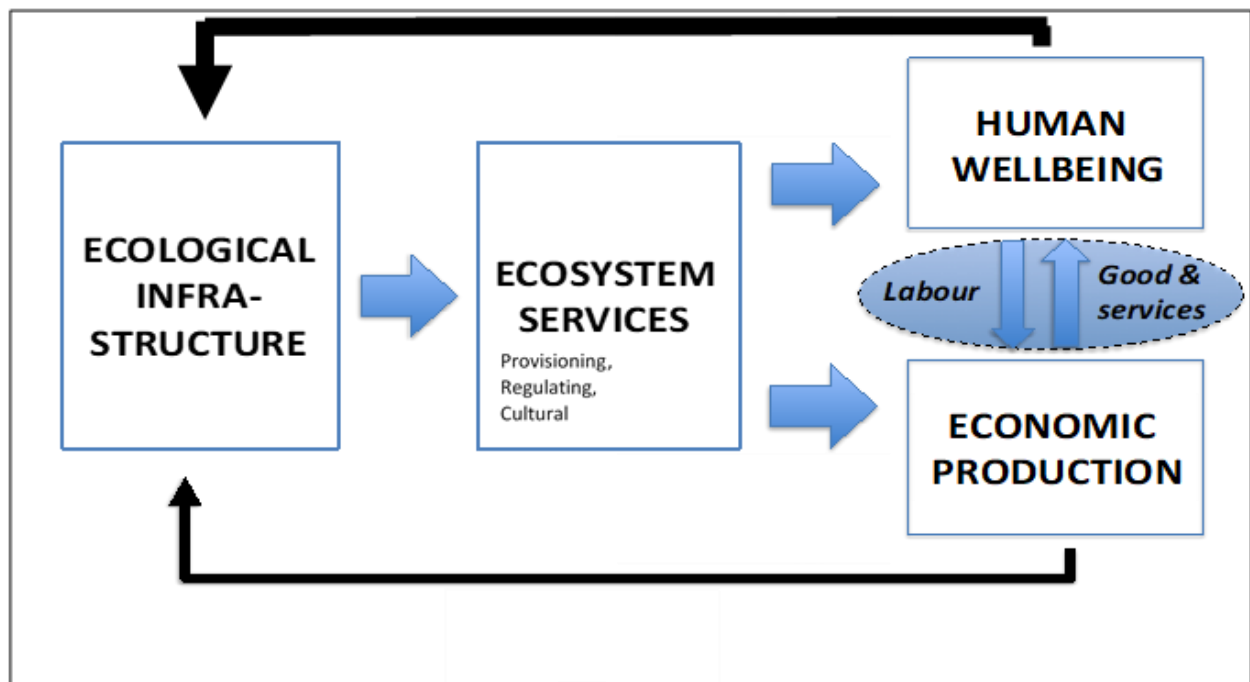 ECOLOGICAL
INFRA-
STRUCTURE
ECOSYSTEM
SERVICES
Provisioning,
Regulating,
Cultural
HUMAN
WELLBEING
Labour
Good &
services
ECONOMIC
PRODUCTION